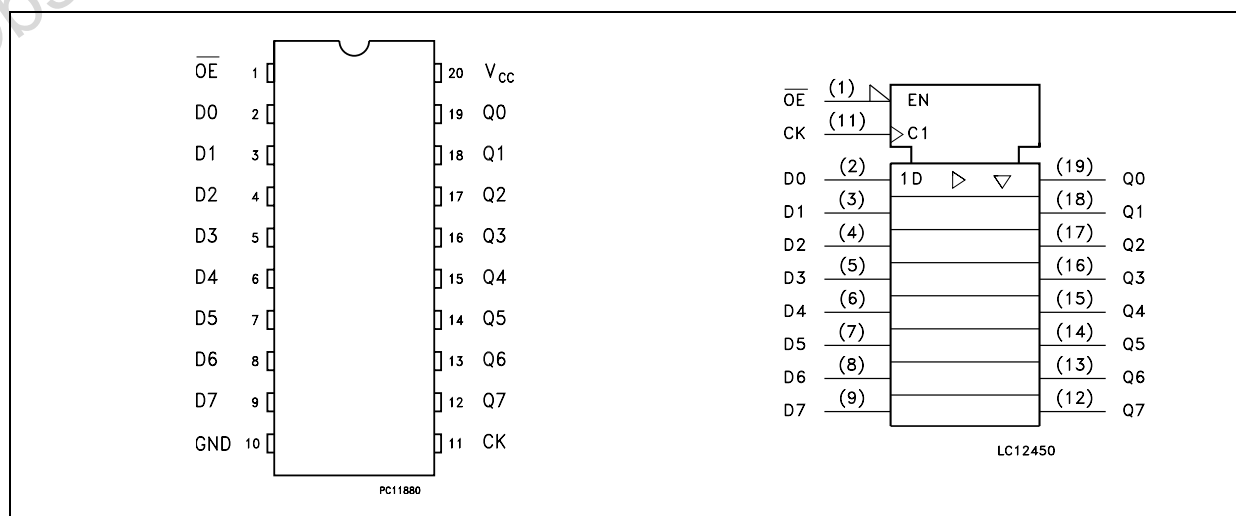 OE 1 20 VCC
D0 2 19 Q0
D1 3 18 Q1
D2 4 17 Q2
D3 5 16 Q3
D4 6 15 Q4
D5 7 14 Q5
D6 8 13 Q6
D7 9 12 Q7
GND 10 11 CK
PC11880
OE (1) EN
CK (11) C1
D0 (2) 1D (19) Q0
D1 (3) (18) Q1
D2 (4) (17) Q2
D3 (5) (16) Q3
D4 (6) (15) Q4
D5 (7) (14) Q5
D6 (8) (13) Q6
D7 (9) (12) Q7
LC12450